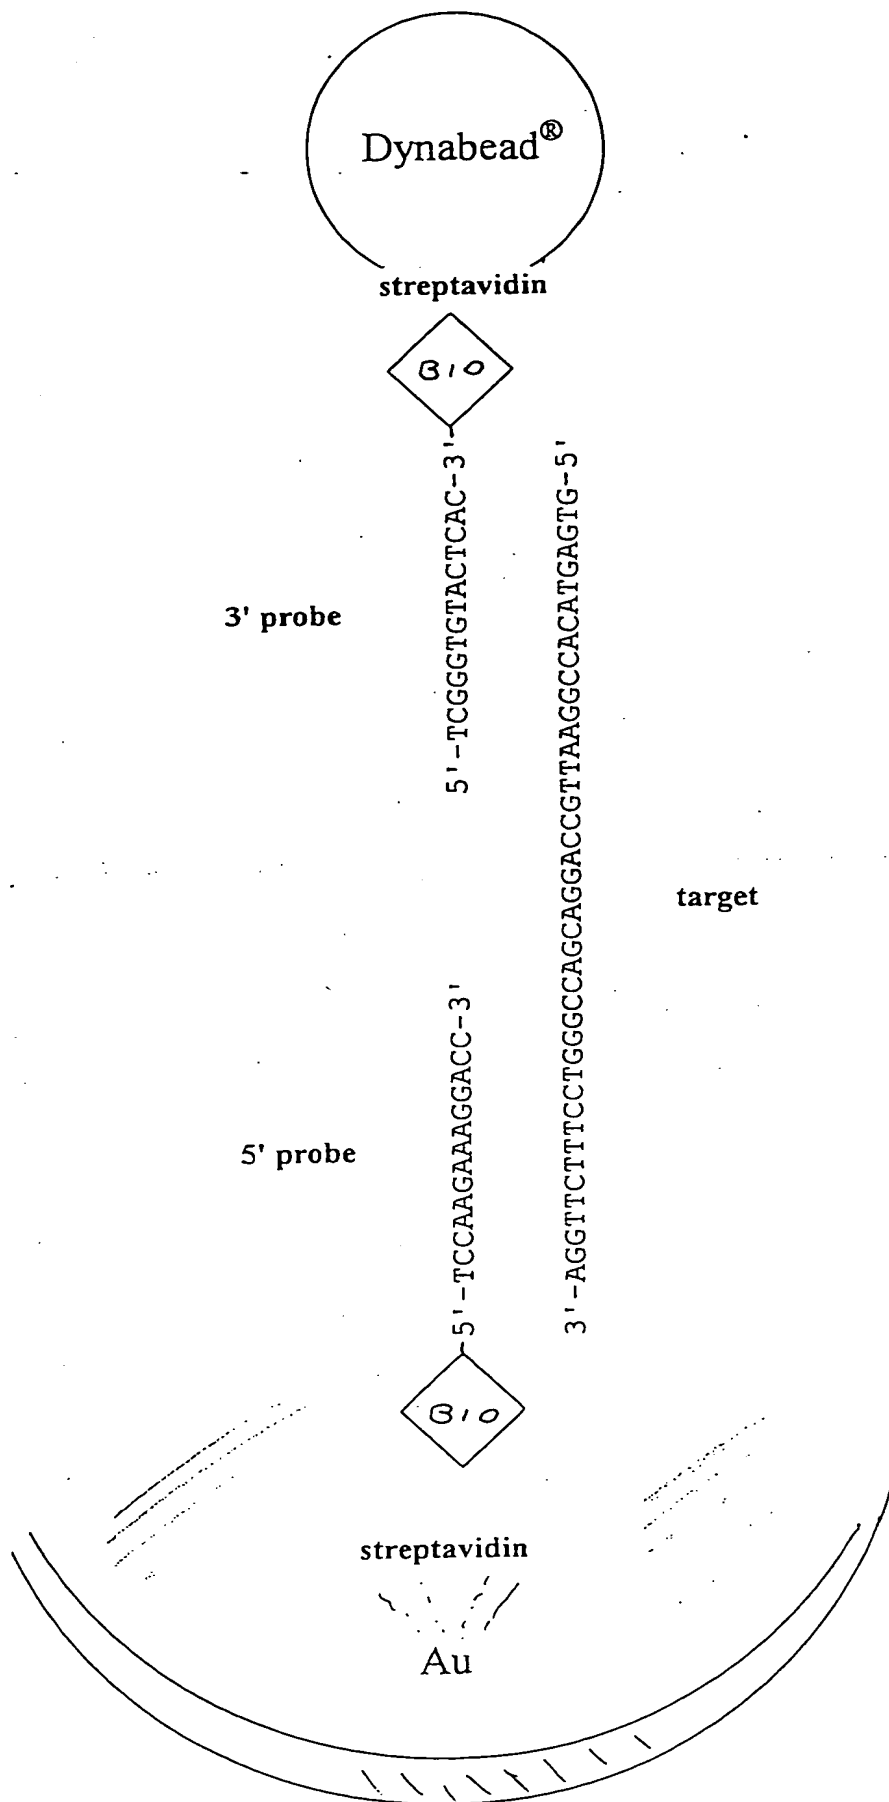 Dynabead®
streptavidin
BIO
5'-TCGGGTGTACTCAC-3'
3' probe
3'-AGGTTCTTTCCTGGGCCAGCAGGACCGTTAAGGCCACATGAGTG-5'
target
5'-TCCAAGAAAGGACC-3'
5' probe
BIO
streptavidin
Au